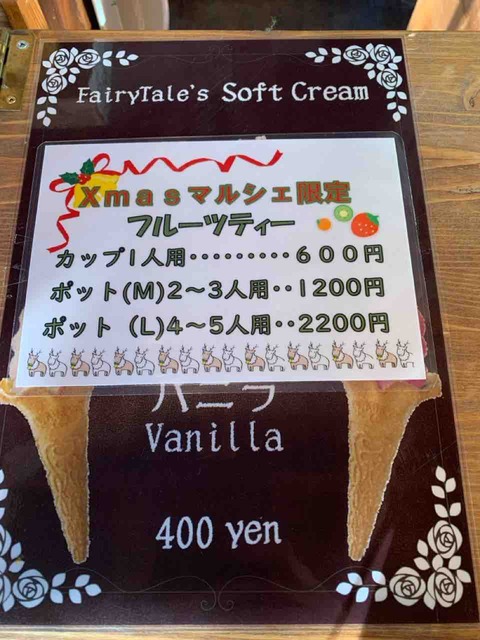 FairyTale's Soft Cream
Xmasマルシェ限定
フルーツティー
カップ1人用‥‥‥‥‥600円
ポット(M)2～3人用‥1200円
ポット（L)4～5人用‥2200円
バニラ
Vanilla
400 yen